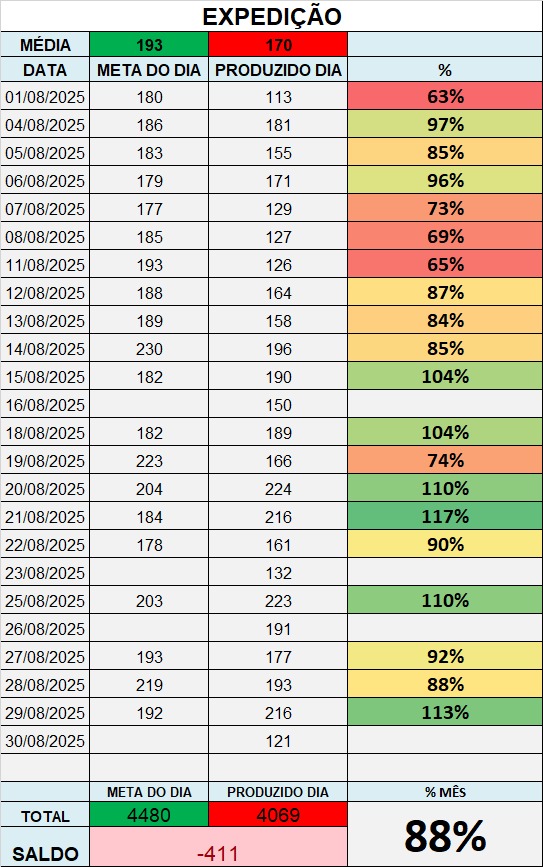 EXPEDIÇÃO
MÉDIA 193 170
DATA META DO DIA PRODUZIDO DIA %
01/08/2025 180 113 63%
04/08/2025 186 181 97%
05/08/2025 183 155 85%
06/08/2025 179 171 96%
07/08/2025 177 129 73%
08/08/2025 185 127 69%
11/08/2025 193 126 65%
12/08/2025 188 164 87%
13/08/2025 189 158 84%
14/08/2025 230 196 85%
15/08/2025 182 190 104%
16/08/2025 150
18/08/2025 182 189 104%
19/08/2025 223 166 74%
20/08/2025 204 224 110%
21/08/2025 184 216 117%
22/08/2025 178 161 90%
23/08/2025 132
25/08/2025 203 223 110%
26/08/2025 191
27/08/2025 193 177 92%
28/08/2025 219 193 88%
29/08/2025 192 216 113%
30/08/2025 121
META DO DIA PRODUZIDO DIA % MÊS
TOTAL 4480 4069
88%
SALDO -411